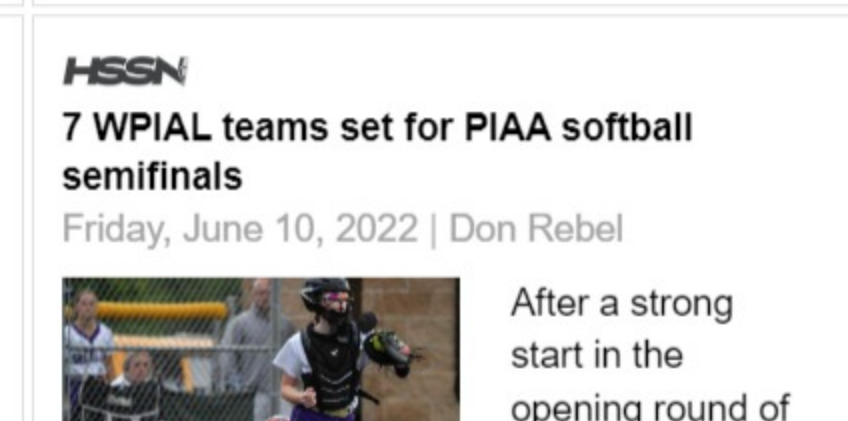 HSSN
7 WPIAL teams set for PIAA softball
semifinals
Friday, June 10, 2022 | Don Rebel
After a strong
start in the
opening round of